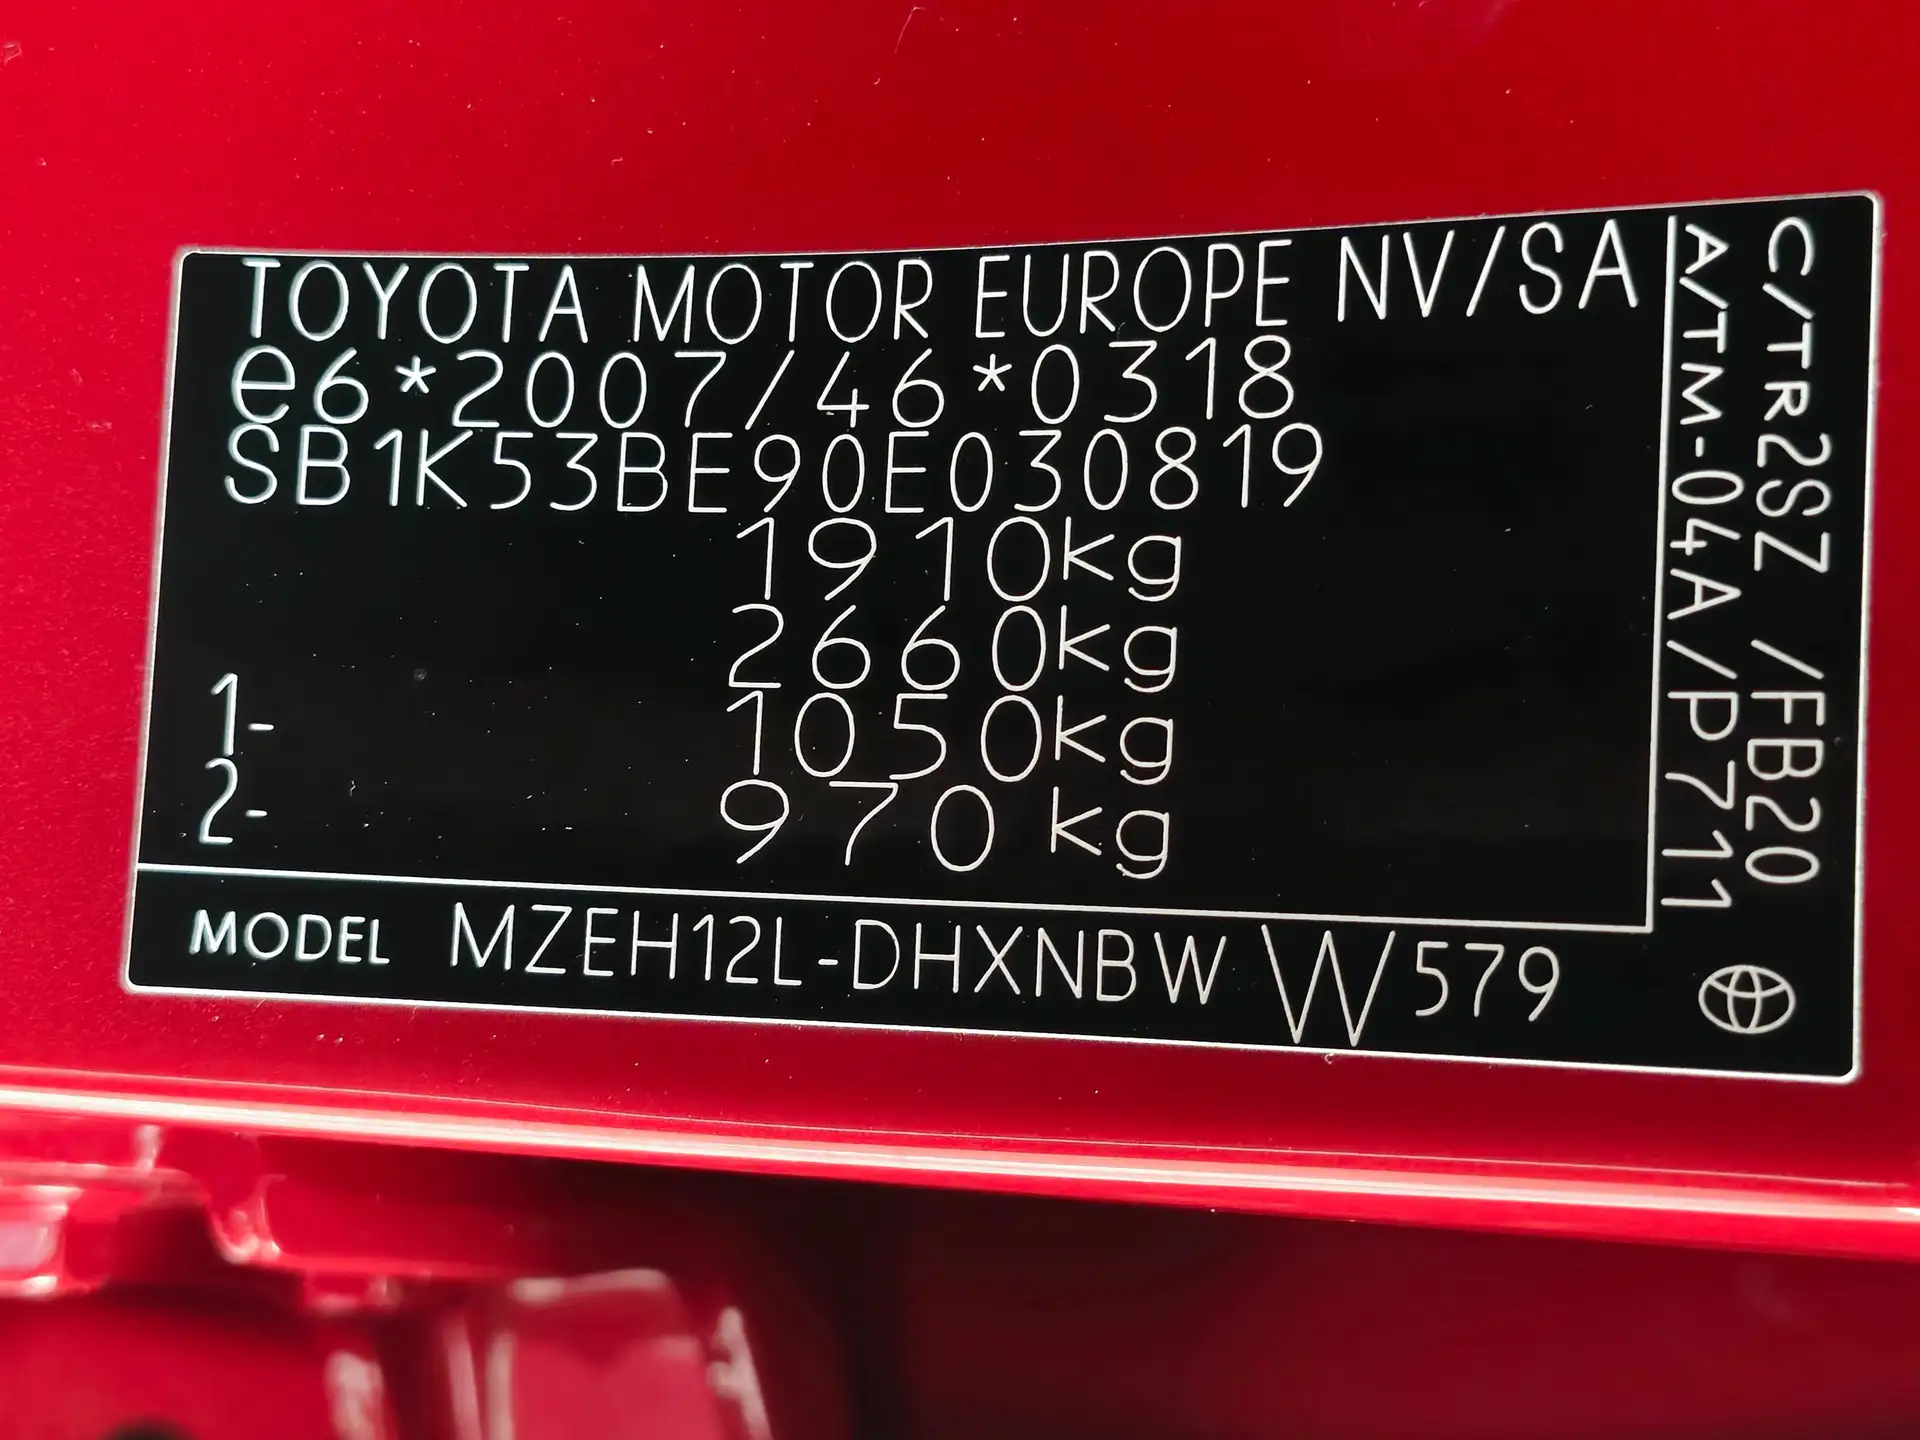 TOYOTA MOTOR EUROPE NV/SA
e6*2007/46*0318
SB1K53BE90E030819
1910kg
2660kg
1- 1050kg
2- 970kg
MODEL MZEH12L-DHXNBW W579
C/TR2SZ /FB20
A/TM-04A/P711